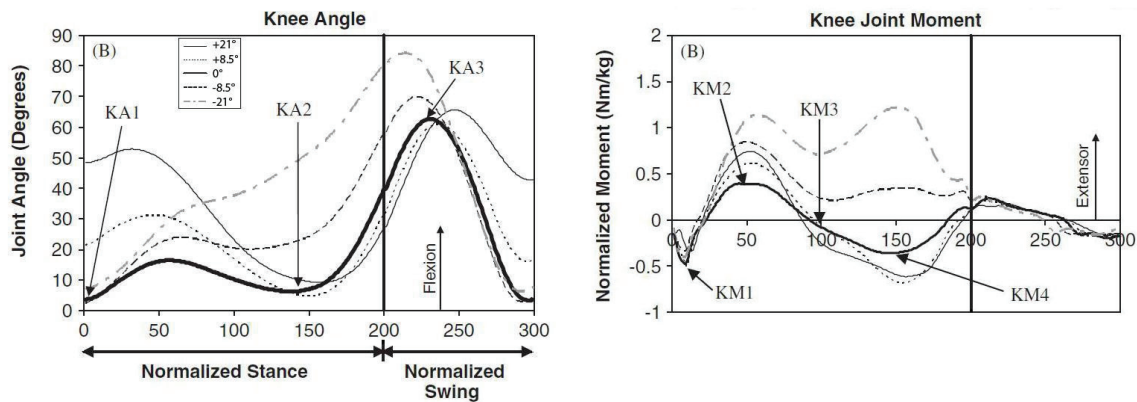 Knee Angle
(B)
+21°
+8.5°
0°
-8.5°
-21°
KA1
KA2
KA3
Flexion
Joint Angle (Degrees)
90
80
70
60
50
40
30
20
10
0
0 50 100 150 200 250 300
Normalized Stance
Normalized Swing
Knee Joint Moment
(B)
KM2
KM3
KM1
KM4
Extensor
Normalized Moment (Nm/kg)
2
1.5
1
0.5
0
-0.5
-1
0 50 100 150 200 250 300